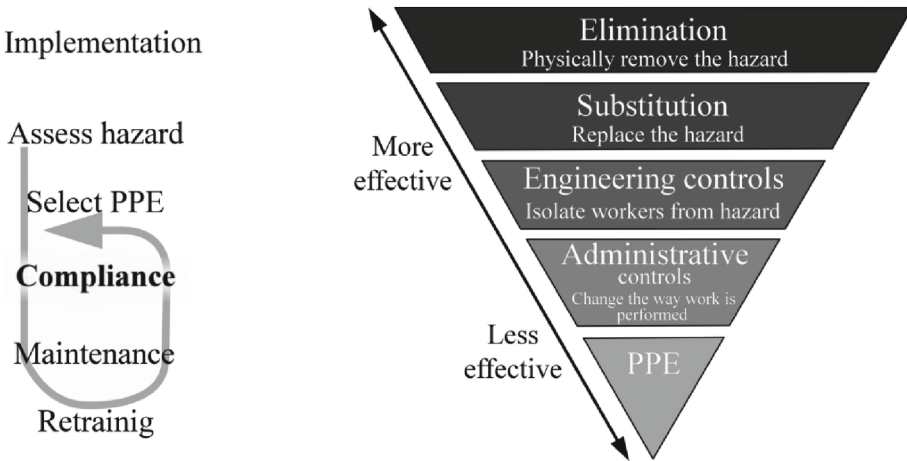 Implementation
Assess hazard
Select PPE
Compliance
Maintenance
Retrainig
More
effective
Less
effective
Elimination
Physically remove the hazard
Substitution
Replace the hazard
Engineering controls
Isolate workers from hazard
Administrative
controls
Change the way work is
performed
PPE